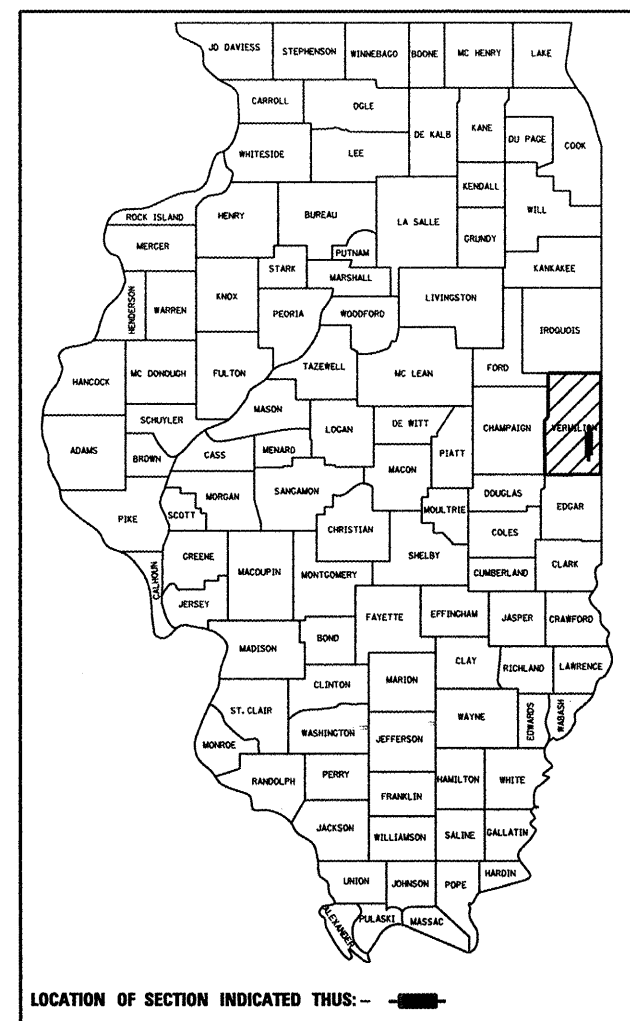 JO DAVIESS STEPHENSON WINNEBAGO BOONE MC HENRY LAKE
CARROLL OGLE DE KALB KANE DU PAGE COOK
WHITESIDE LEE
KENDALL WILL
ROCK ISLAND HENRY BUREAU LA SALLE GRUNDY
MERCER PUTNAM
STARK MARSHALL KANKAKEE
HENDERSON WARREN KNOX PEORIA WOODFORD LIVINGSTON
IROQUOIS
HANCOCK MC DONOUGH FULTON TAZEWELL MC LEAN FORD
SCHUYLER MASON
LOGAN DE WITT CHAMPAIGN VERMILION
ADAMS BROWN CASS MENARD PIATT
MACON
PIKE SCOTT MORGAN SANGAMON MOULTRIE DOUGLAS EDGAR
CHRISTIAN COLES
CALHOUN GREENE MACOUPIN MONTGOMERY SHELBY CUMBERLAND CLARK
JERSEY
FAYETTE EFFINGHAM JASPER CRAWFORD
MADISON BOND
CLAY RICHLAND LAWRENCE
CLINTON MARION
ST. CLAIR WAYNE EDWARDS WABASH
WASHINGTON JEFFERSON
MONROE
RANDOLPH PERRY HAMILTON WHITE
FRANKLIN
JACKSON WILLIAMSON SALINE GALLATIN
UNION JOHNSON POPE HARDIN
ALEXANDER PULASKI MASSAC
LOCATION OF SECTION INDICATED THUS: -